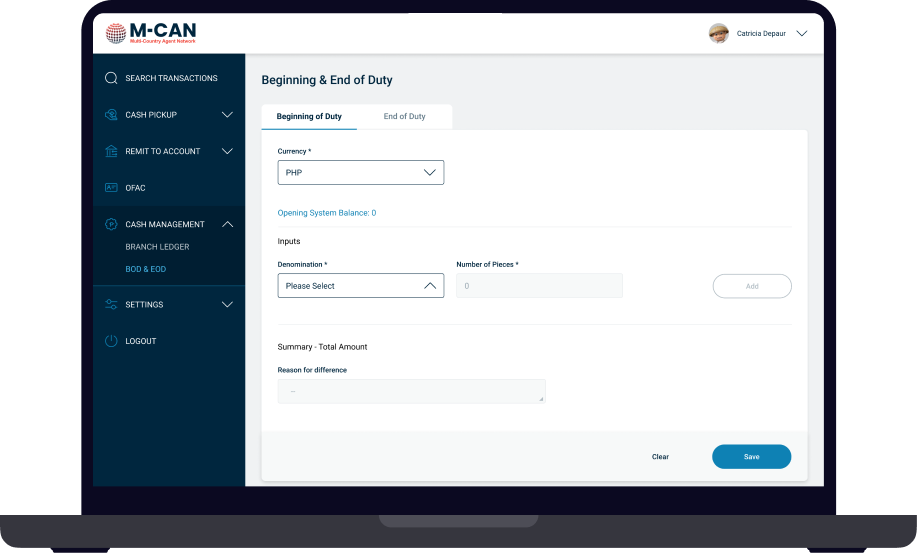 M-CAN
Multi-Country Agent Network
Catricia Depaur
SEARCH TRANSACTIONS
CASH PICKUP
REMIT TO ACCOUNT
OFAC
CASH MANAGEMENT
BRANCH LEDGER
BOD & EOD
SETTINGS
LOGOUT
Beginning & End of Duty
Beginning of Duty
End of Duty
Currency *
PHP
Opening System Balance: 0
Inputs
Denomination *
Number of Pieces *
Please Select
0
Add
Summary - Total Amount
Reason for difference
--
Clear
Save